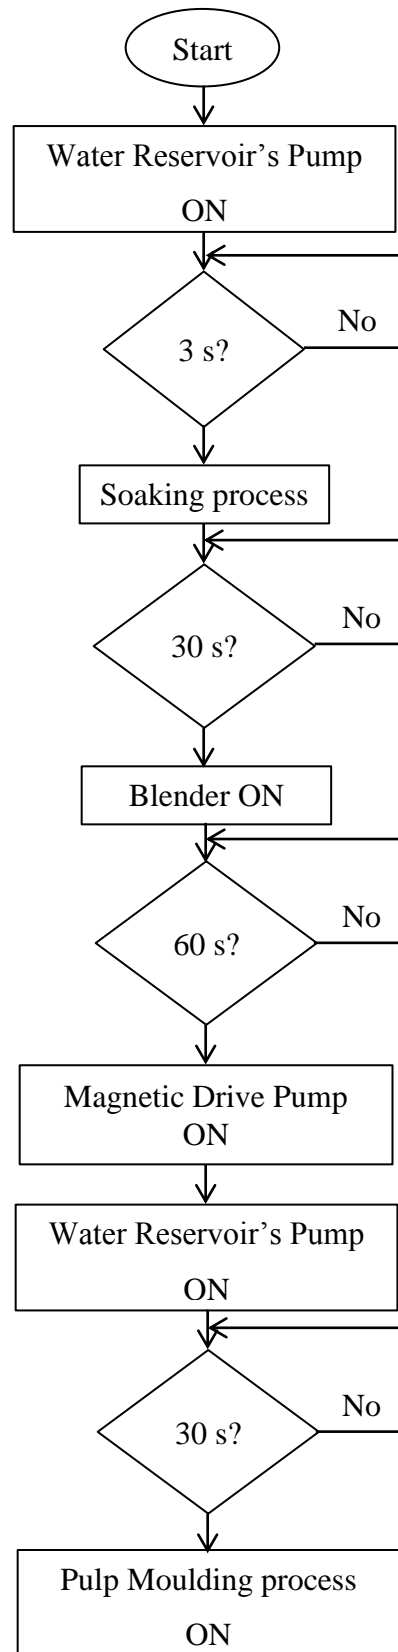 Start
Water Reservoir’s Pump
ON
3 s?
No
Soaking process
30 s?
No
Blender ON
60 s?
No
Magnetic Drive Pump
ON
Water Reservoir’s Pump
ON
30 s?
No
Pulp Moulding process
ON